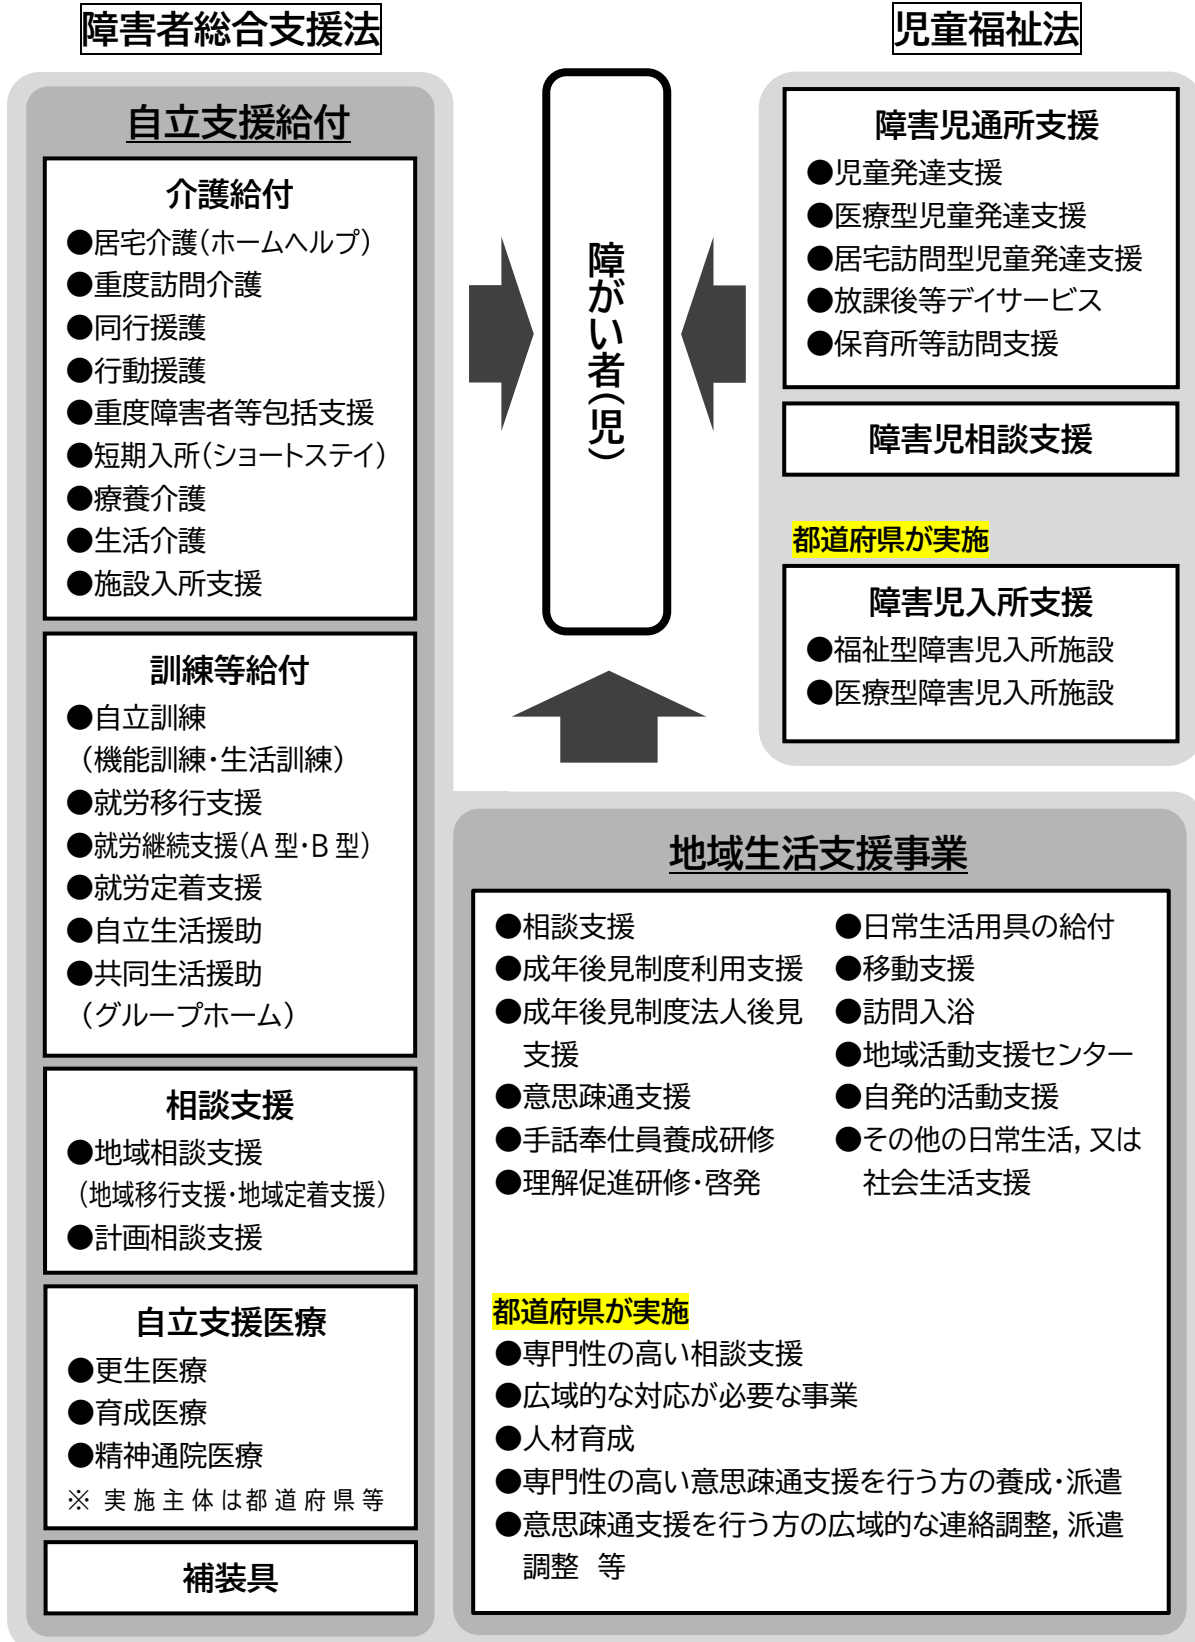 障害者総合支援法
自立支援給付
介護給付
●居宅介護(ホームヘルプ)
●重度訪問介護
●同行援護
●行動援護
●重度障害者等包括支援
●短期入所(ショートステイ)
●療養介護
●生活介護
●施設入所支援
訓練等給付
●自立訓練
(機能訓練・生活訓練)
●就労移行支援
●就労継続支援(A型・B型)
●就労定着支援
●自立生活援助
●共同生活援助
(グループホーム)
相談支援
●地域相談支援
(地域移行支援・地域定着支援)
●計画相談支援
自立支援医療
●更生医療
●育成医療
●精神通院医療
※ 実施主体は都道府県等
補装具
障がい者(児)
児童福祉法
障害児通所支援
●児童発達支援
●医療型児童発達支援
●居宅訪問型児童発達支援
●放課後等デイサービス
●保育所等訪問支援
障害児相談支援
都道府県が実施
障害児入所支援
●福祉型障害児入所施設
●医療型障害児入所施設
地域生活支援事業
●相談支援
●成年後見制度利用支援
●成年後見制度法人後見
支援
●意思疎通支援
●手話奉仕員養成研修
●理解促進研修・啓発
●日常生活用具の給付
●移動支援
●訪問入浴
●地域活動支援センター
●自発的活動支援
●その他の日常生活,又は
社会生活支援
都道府県が実施
●専門性の高い相談支援
●広域的な対応が必要な事業
●人材育成
●専門性の高い意思疎通支援を行う方の養成・派遣
●意思疎通支援を行う方の広域的な連絡調整,派遣
調整 等